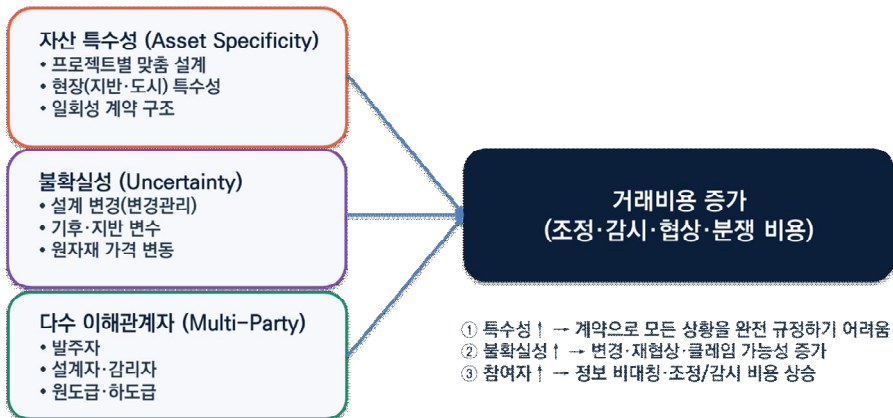 자산 특수성 (Asset Specificity)
• 프로젝트별 맞춤 설계
• 현장(지반·도시) 특수성
• 일회성 계약 구조
불확실성 (Uncertainty)
• 설계 변경(변경관리)
• 기후·지반 변수
• 원자재 가격 변동
다수 이해관계자 (Multi-Party)
• 발주자
• 설계자·감리자
• 원도급·하도급
거래비용 증가
(조정·감시·협상·분쟁 비용)
① 특수성↑ → 계약으로 모든 상황을 완전 규정하기 어려움
② 불확실성↑ → 변경·재협상·클레임 가능성 증가
③ 참여자↑ → 정보 비대칭·조정/감시 비용 상승